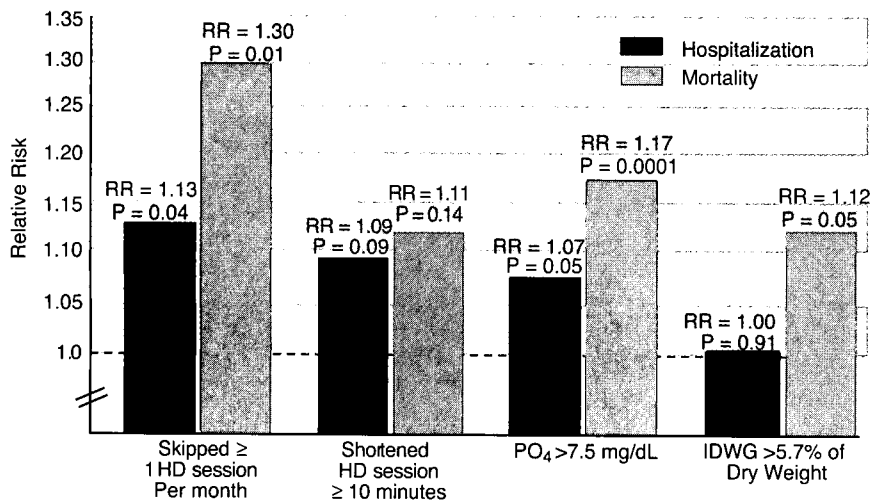 1.35
1.30
1.25
1.20
1.15
1.10
1.05
1.0
Relative Risk
Hospitalization
Mortality
RR = 1.13
P = 0.04
RR = 1.30
P = 0.01
RR = 1.09
P = 0.09
RR = 1.11
P = 0.14
RR = 1.07
P = 0.05
RR = 1.17
P = 0.0001
RR = 1.00
P = 0.91
RR = 1.12
P = 0.05
Skipped ≥
1HD session
Per month
Shortened
HD session
≥ 10 minutes
PO₄ >7.5 mg/dL
IDWG >5.7% of
Dry Weight